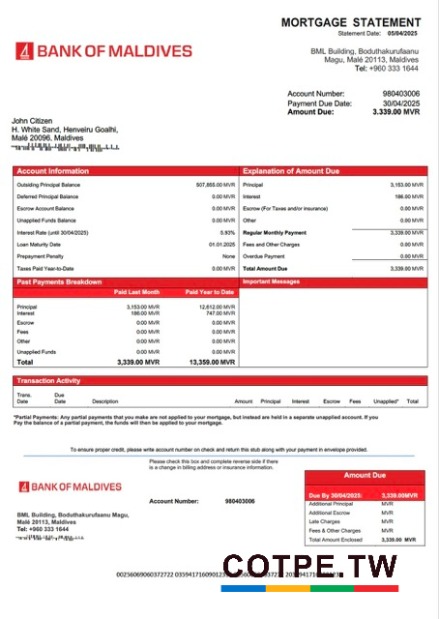 MORTGAGE STATEMENT
Statement Date: 05/04/2025
BANK OF MALDIVES
BML Building, Boduthakurufaanu
Magu, Malé 20113, Maldives
Tel: +960 333 1644
Account Number: 980403006
Payment Due Date: 30/04/2025
Amount Due: 3.339.00 MVR
John Citizen
H. White Sand, Henveiru Goalhi,
Malé 20096, Maldives
Account Information
Outsiding Principal Balance 507,865.00 MVR
Deferred Principal Balance 0.00 MVR
Escrow Account Balance 0.00 MVR
Unapplied Funds Balance 0.00 MVR
Interest Rate (until 30/04/2025) 5.93%
Loan Maturity Date 01.01.2025
Prepayment Penalty None
Taxes Paid Year-to-Date 0.00 MVR
Explanation of Amount Due
Principal 3,153.00 MVR
Interest 186.00 MVR
Escrow (For Taxes and/or insurance) 0.00 MVR
Other 0.00 MVR
Regular Monthly Payment 3,339.00 MVR
Fees and Other Charges 0.00 MVR
Overdue Payment 0.00 MVR
Total Amount Due 3,339.00 MVR
Past Payments Breakdown
Paid Last Month Paid Year to Date
Principal 3,153.00 MVR 12,612.00 MVR
Interest 186.00 MVR 747.00 MVR
Escrow 0.00 MVR 0.00 MVR
Fees 0.00 MVR 0.00 MVR
Other 0.00 MVR 0.00 MVR
Unapplied Funds 0.00 MVR 0.00 MVR
Total 3,339.00 MVR 13,359.00 MVR
Important Messages
Transaction Activity
Trans. Date Due Date Description Amount Principal Interest Escrow Fees Unapplied* Total
*Partial Payments: Any partial payments that you make are not applied to your mortgage, but instead are held in a separate unapplied account. If you
Pay the balance of a partial payment, the funds will then be applied to your mortgage.
To ensure proper credit, please write account number on check and return this stub along with your payment in envelope provided.
Please check this box and complete reverse side if there
is a change in billing address or insurance information.
BANK OF MALDIVES
Account Number: 980403006
BML Building, Boduthakurufaanu Magu,
Malé 20113, Maldives
Tel: +960 333 1644
Amount Due
Due By 30/04/2025: 3,339.00MVR
Additional Principal MVR
Additional Escrow MVR
Late Charges MVR
Fees & Other Charges MVR
Total Amount Enclosed 3,339.00 MVR
COTPE.TW